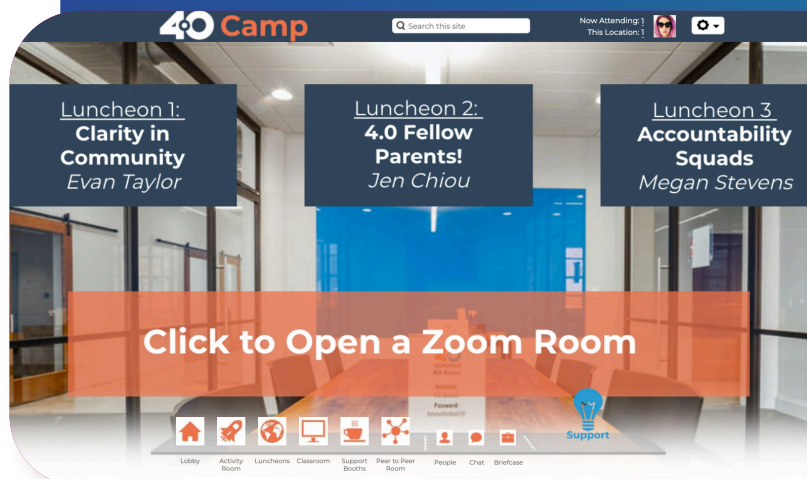 4.0 Camp
Search this site
Now Attending: 1
This Location: 1
Luncheon 1:
Clarity in
Community
Evan Taylor
Luncheon 2:
4.0 Fellow
Parents!
Jen Chiou
Luncheon 3
Accountability
Squads
Megan Stevens
Click to Open a Zoom Room
Password
Support
Lobby
Activity
Room
Luncheons
Classroom
Support
Booths
Peer to Peer
Room
People
Chat
Briefcase